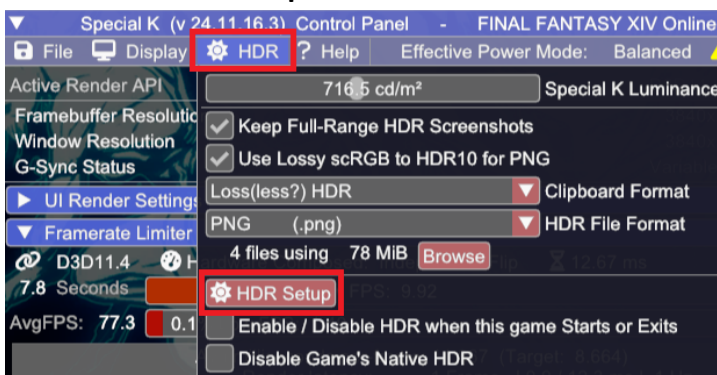 Special K (v 24.11.16.3) Control Panel - FINAL FANTASY XIV Online
File Display HDR ? Help Effective Power Mode: Balanced
Active Render API
716.5 cd/m² Special K Luminance
Framebuffer Resolutic
Keep Full-Range HDR Screenshots
Window Resolution
Use Lossy scRGB to HDR10 for PNG
G-Sync Status
UI Render Settings
Loss(less?) HDR Clipboard Format
Framerate Limiter
PNG (.png) HDR File Format
D3D11.4 H
4 files using 78 MiB Browse
Flip 12.67 ms
7.8 Seconds
HDR Setup FPS: 9.92
AvgFPS: 77.3 0.1
Enable / Disable HDR when this game Starts or Exits
Disable Game's Native HDR
(Target 8.664)